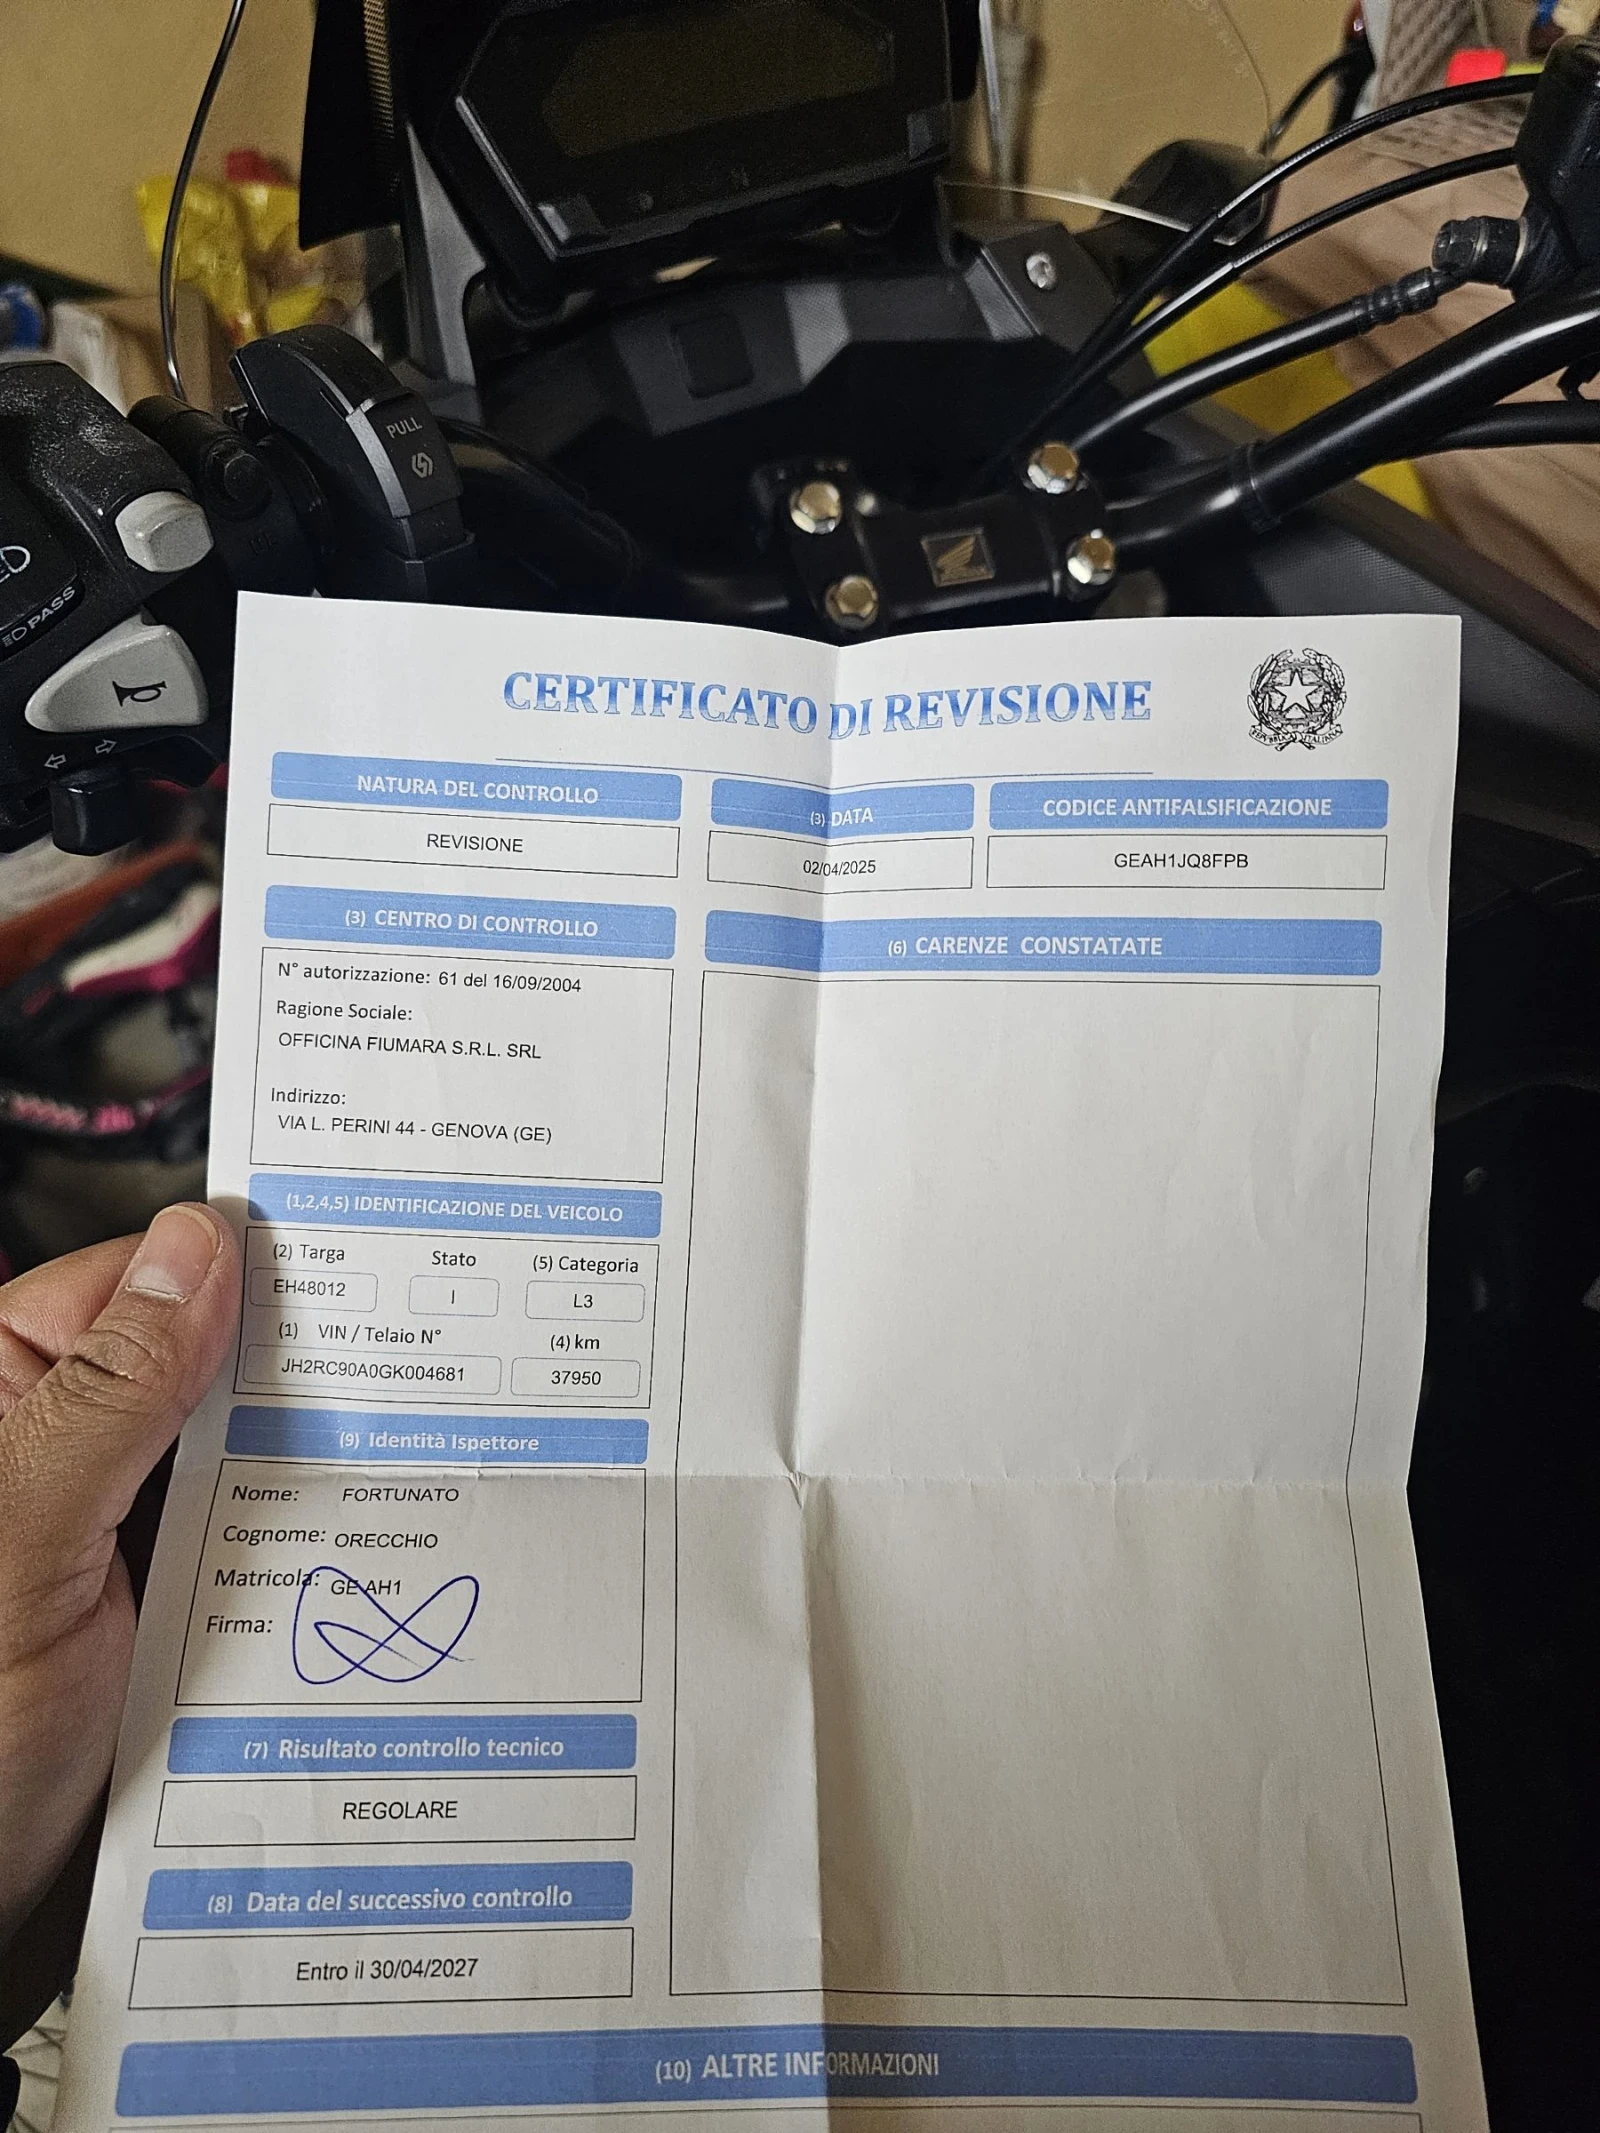 PULL
PASS
CERTIFICATO DI REVISIONE
REPVBBLICA ITALIANA
NATURA DEL CONTROLLO
REVISIONE
(3) DATA
02/04/2025
CODICE ANTIFALSIFICAZIONE
GEAH1JQ8FPB
(3) CENTRO DI CONTROLLO
N° autorizzazione: 61 del 16/09/2004
Ragione Sociale:
OFFICINA FIUMARA S.R.L. SRL
Indirizzo:
VIA L. PERINI 44 - GENOVA (GE)
(6) CARENZE CONSTATATE
(1,2,4,5) IDENTIFICAZIONE DEL VEICOLO
(2) Targa Stato (5) Categoria
EH48012 I L3
(1) VIN / Telaio N° (4) km
JH2RC90A0GK004681 37950
(9) Identità Ispettore
Nome: FORTUNATO
Cognome: ORECCHIO
Matricola: GE AH1
Firma:
(7) Risultato controllo tecnico
REGOLARE
(8) Data del successivo controllo
Entro il 30/04/2027
(10) ALTRE INFORMAZIONI